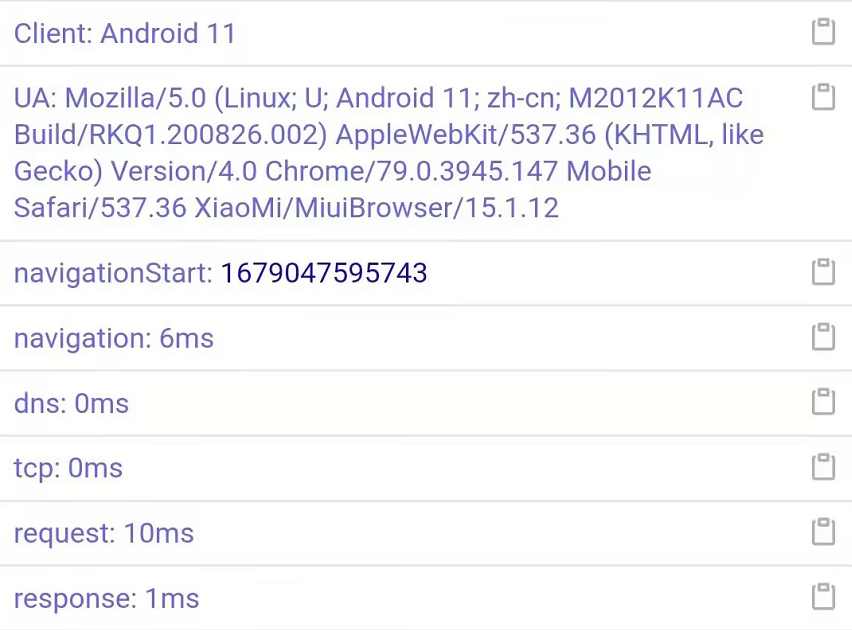 Client: Android 11
UA: Mozilla/5.0 (Linux; U; Android 11; zh-cn; M2012K11AC
Build/RKQ1.200826.002) AppleWebKit/537.36 (KHTML, like
Gecko) Version/4.0 Chrome/79.0.3945.147 Mobile
Safari/537.36 XiaoMi/MiuiBrowser/15.1.12
navigationStart: 1679047595743
navigation: 6ms
dns: 0ms
tcp: 0ms
request: 10ms
response: 1ms